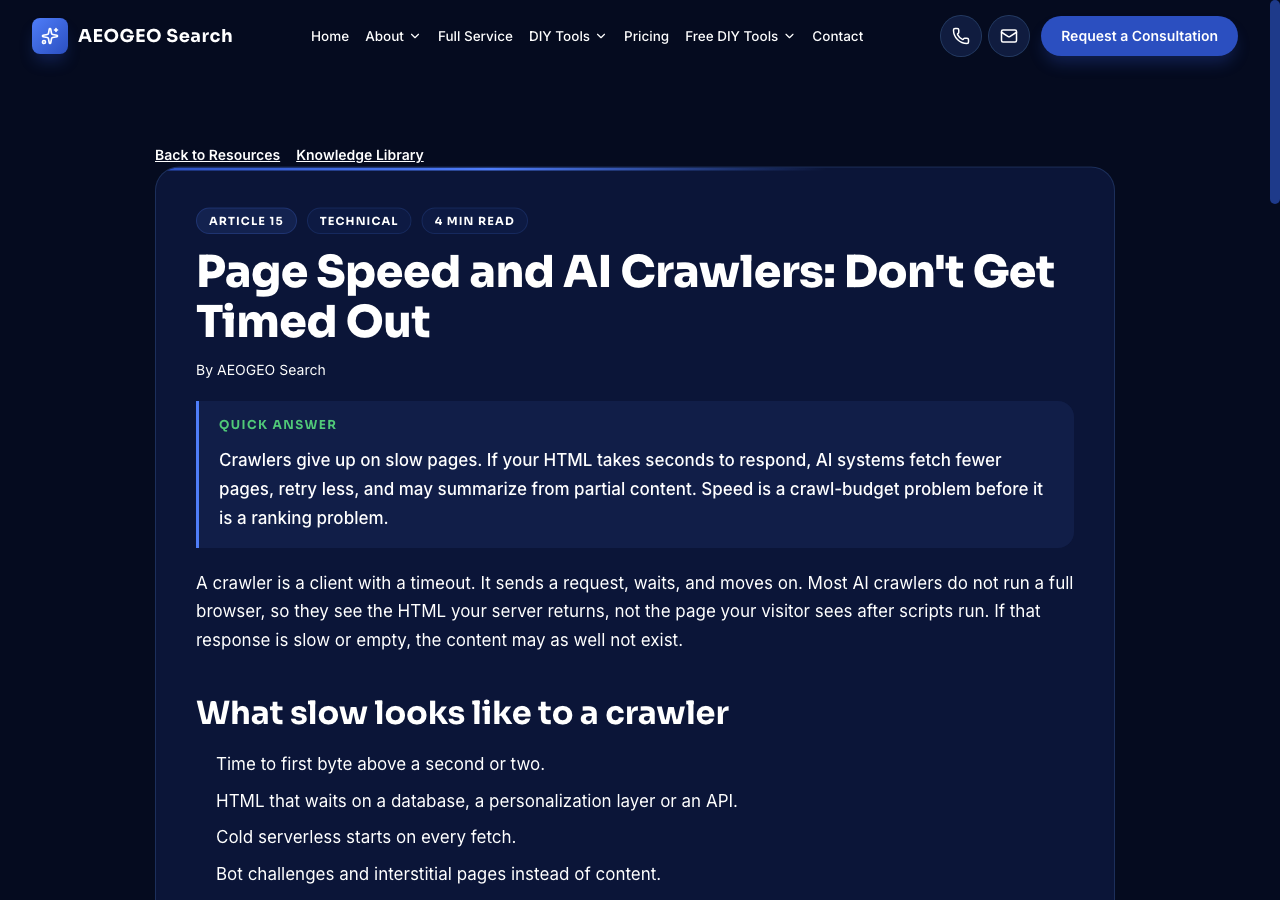 AEOGEO Search
Home
About
Full Service
DIY Tools
Pricing
Free DIY Tools
Contact
Request a Consultation
Back to Resources
Knowledge Library
ARTICLE 15
TECHNICAL
4 MIN READ
Page Speed and AI Crawlers: Don't Get
Timed Out
By AEOGEO Search
QUICK ANSWER
Crawlers give up on slow pages. If your HTML takes seconds to respond, AI systems fetch fewer
pages, retry less, and may summarize from partial content. Speed is a crawl-budget problem before it
is a ranking problem.
A crawler is a client with a timeout. It sends a request, waits, and moves on. Most AI crawlers do not run a full
browser, so they see the HTML your server returns, not the page your visitor sees after scripts run. If that
response is slow or empty, the content may as well not exist.
What slow looks like to a crawler
Time to first byte above a second or two.
HTML that waits on a database, a personalization layer or an API.
Cold serverless starts on every fetch.
Bot challenges and interstitial pages instead of content.